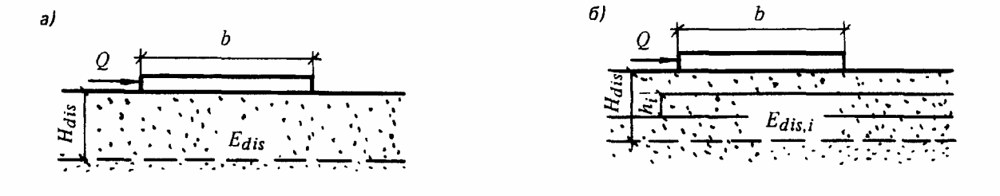 а)
b
Q
H_dis
E_dis
б)
b
Q
H_dis
h_i
E_dis,i